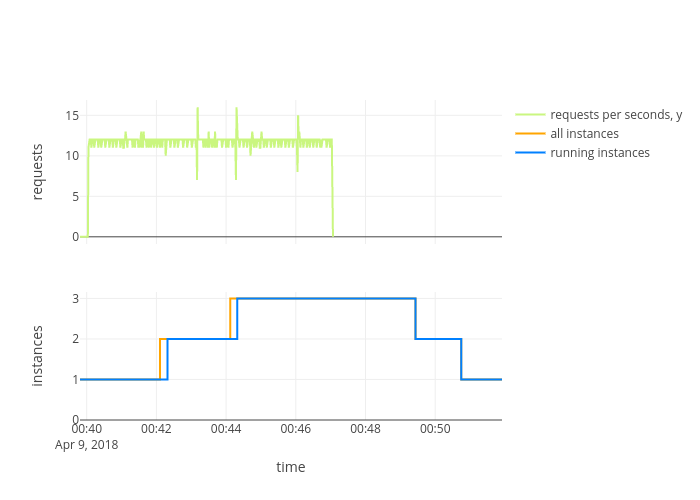 requests per seconds, y
all instances
running instances
requests
15
10
5
0
instances
3
2
1
0
00:40 00:42 00:44 00:46 00:48 00:50
Apr 9, 2018
time